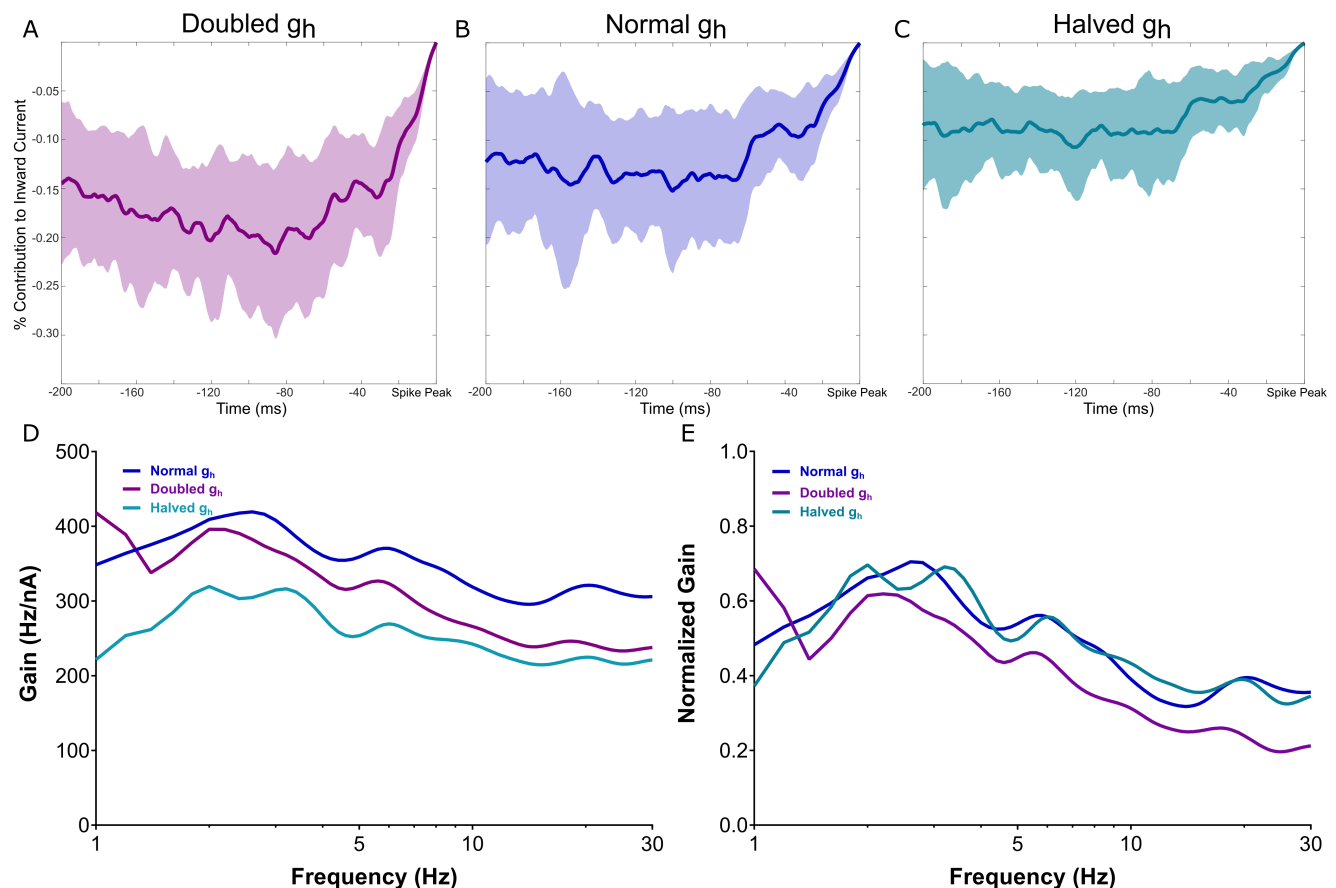 A
Doubled gh
B
Normal gh
C
Halved gh
% Contribution to Inward Current
-0.05
-0.10
-0.15
-0.20
-0.25
-0.30
-200
-160
-120
-80
-40
Spike Peak
Time (ms)
-200
-160
-120
-80
-40
Spike Peak
Time (ms)
-200
-160
-120
-80
-40
Spike Peak
Time (ms)
D
Gain (Hz/nA)
500
400
300
200
100
0
Normal gh
Doubled gh
Halved gh
1
5
10
30
Frequency (Hz)
E
Normalized Gain
1.0
0.8
0.6
0.4
0.2
0.0
Normal gh
Doubled gh
Halved gh
1
5
10
30
Frequency (Hz)